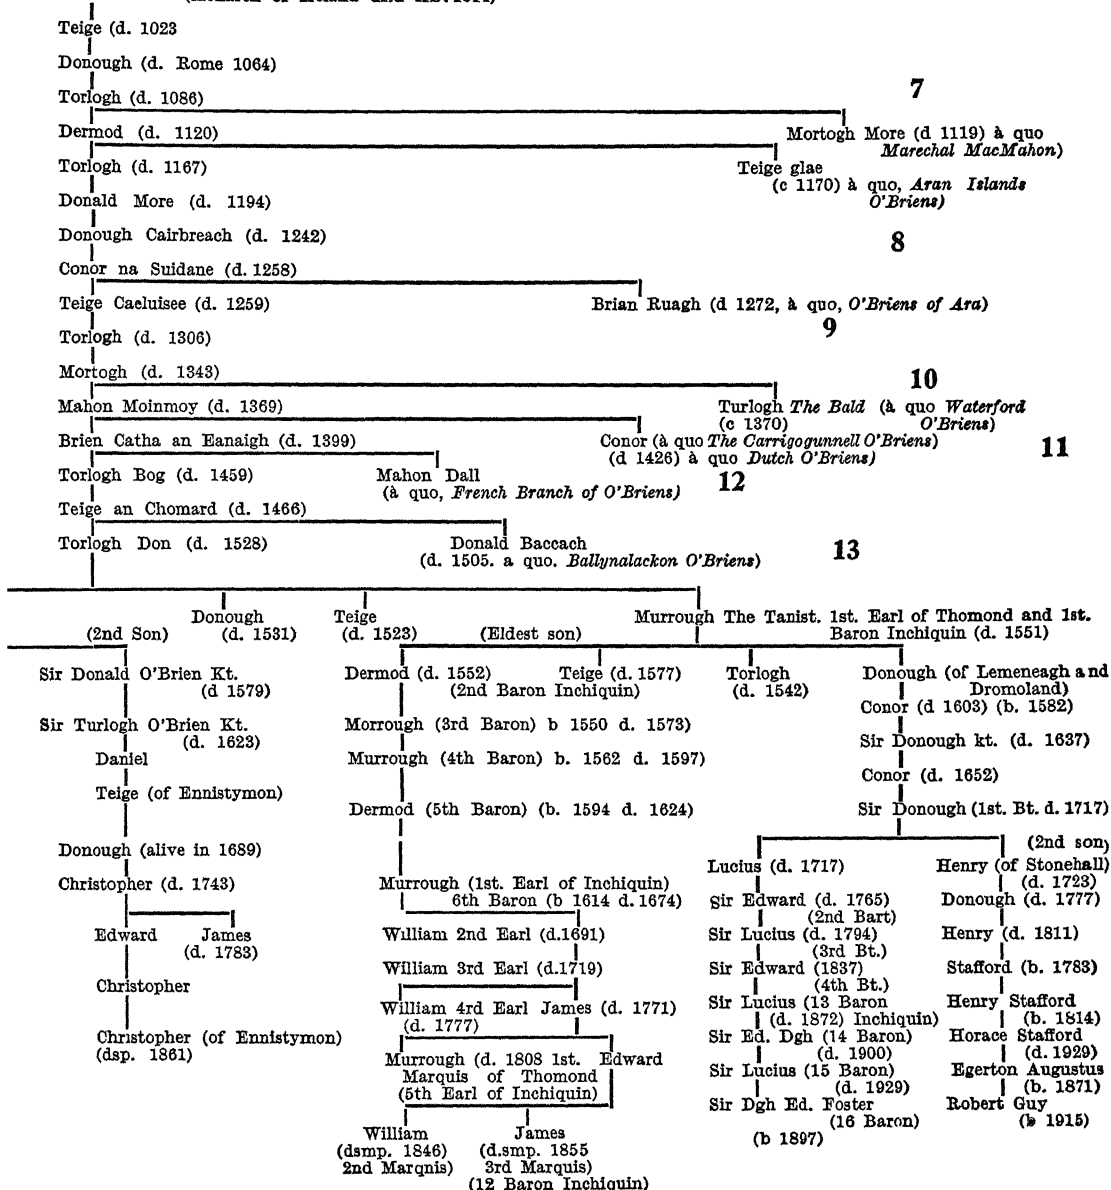 Teige (d. 1023
Donough (d. Rome 1064)
Torlogh (d. 1086)
7
Dermod (d. 1120)
Mortogh More (d 1119) à quo
Marechal MacMahon)
Torlogh (d. 1167)
Teige glae
(c 1170) à quo, Aran Islands
O'Briens)
Donald More (d. 1194)
Donough Cairbreach (d. 1242)
8
Conor na Suidane (d. 1258)
Teige Caeluisee (d. 1259)
Brian Ruagh (d 1272, à quo, O'Briens of Ara)
9
Torlogh (d. 1306)
Mortogh (d. 1343)
10
Mahon Moinmoy (d. 1369)
Turlogh The Bald (à quo Waterford
(c 1370) O'Briens)
Brien Catha an Eanaigh (d. 1399)
Conor (à quo The Carrigogunnell O'Briens)
(d 1426) à quo Dutch O'Briens)
11
Torlogh Bog (d. 1459)
Mahon Dall
(à quo, French Branch of O'Briens)
12
Teige an Chomard (d. 1466)
Torlogh Don (d. 1528)
Donald Baccach
(d. 1505. a quo. Ballynalackon O'Briens)
13
Donough
(d. 1531)
Teige
(d. 1523)
Murrough The Tanist. 1st. Earl of Thomond and 1st.
Baron Inchiquin (d. 1551)
(2nd Son)
(Eldest son)
Sir Donald O'Brien Kt.
(d 1579)
Sir Turlogh O'Brien Kt.
(d. 1623)
Daniel
Teige (of Ennistymon)
Donough (alive in 1689)
Christopher (d. 1743)
Edward
James
(d. 1783)
Christopher
Christopher (of Ennistymon)
(dsp. 1861)
Dermod (d. 1552)
(2nd Baron Inchiquin)
Teige (d. 1577)
Torlogh
(d. 1542)
Morrough (3rd Baron) b 1550 d. 1573)
Murrough (4th Baron) b. 1562 d. 1597)
Dermod (5th Baron) (b. 1594 d. 1624)
Murrough (1st. Earl of Inchiquin)
6th Baron (b 1614 d. 1674)
William 2nd Earl (d.1691)
William 3rd Earl (d.1719)
William 4rd Earl James (d. 1771)
(d. 1777)
Murrough (d. 1808 1st. Edward
Marquis of Thomond
(5th Earl of Inchiquin)
William
(dsmp. 1846)
2nd Marqnis)
James
(d.smp. 1855
3rd Marquis)
(12 Baron Inchiquin)
Donough (of Lemeneagh and
Dromoland)
Conor (d 1603) (b. 1582)
Sir Donough kt. (d. 1637)
Conor (d. 1652)
Sir Donough (1st. Bt. d. 1717)
Lucius (d. 1717)
Sir Edward (d. 1765)
(2nd Bart)
Sir Lucius (d. 1794)
(3rd Bt.)
Sir Edward (1837)
(4th Bt.)
Sir Lucius (13 Baron
(d. 1872) Inchiquin)
Sir Ed. Dgh (14 Baron)
(d. 1900)
Sir Lucius (15 Baron)
(d. 1929)
Sir Dgh Ed. Foster
(16 Baron)
(b 1897)
(2nd son)
Henry (of Stonehall)
(d. 1723)
Donough (d. 1777)
Henry (d. 1811)
Stafford (b. 1783)
Henry Stafford
(b. 1814)
Horace Stafford
(d. 1929)
Egerton Augustus
(b. 1871)
Robert Guy
(b 1915)